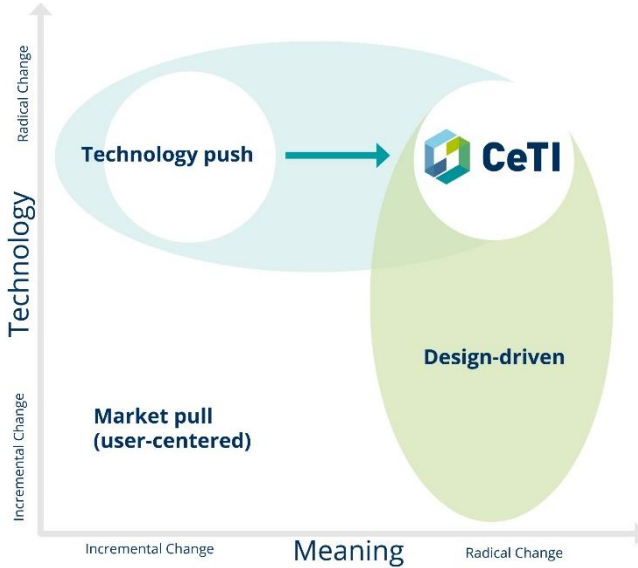 Radical Change
Technology push
CeTI
Technology
Design-driven
Market pull
(user-centered)
Incremental Change
Incremental Change
Meaning
Radical Change